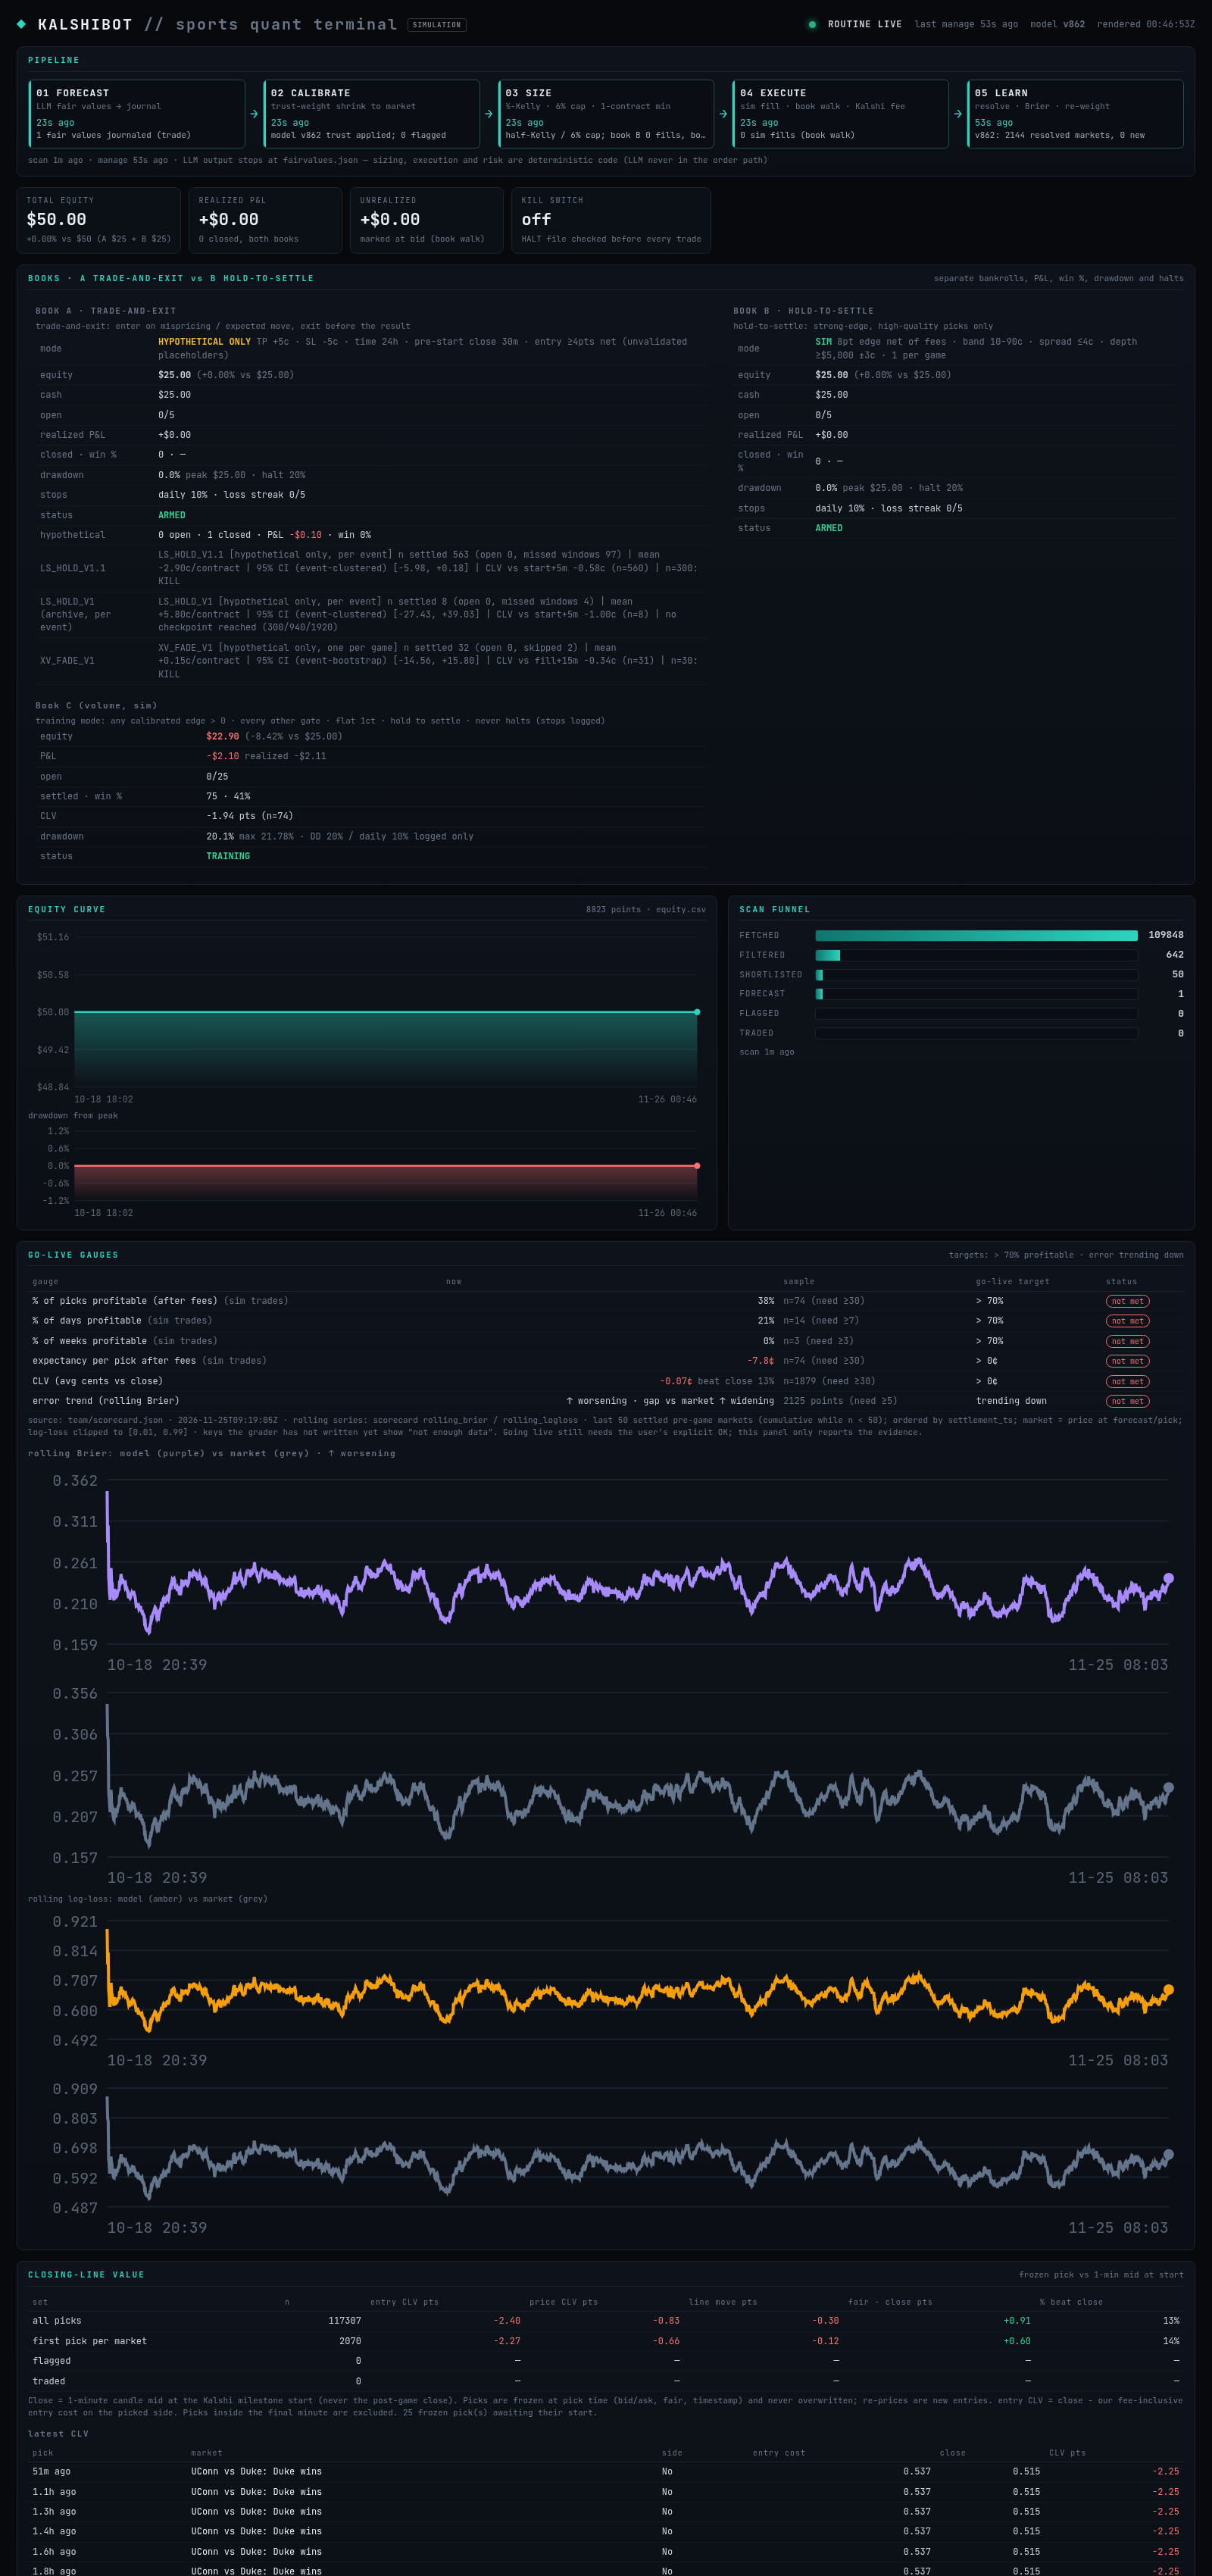 ◆ KALSHIBOT // sports quant terminal SIMULATION
ROUTINE LIVE last manage 53s ago model v862 rendered 00:46:53Z
PIPELINE
01 FORECAST
LLM fair values → journal
23s ago
1 fair values journaled (trade)
→
02 CALIBRATE
trust-weight shrink to market
23s ago
model v862 trust applied; 0 flagged
→
03 SIZE
½-Kelly · 6% cap · 1-contract min
23s ago
half-Kelly / 6% cap; book B 0 fills, bo…
→
04 EXECUTE
sim fill · book walk · Kalshi fee
23s ago
0 sim fills (book walk)
→
05 LEARN
resolve · Brier · re-weight
53s ago
v862: 2144 resolved markets, 0 new
scan 1m ago · manage 53s ago · LLM output stops at fairvalues.json — sizing, execution and risk are deterministic code (LLM never in the order path)
TOTAL EQUITY
$50.00
+0.00% vs $50 (A $25 + B $25)
REALIZED P&L
+$0.00
0 closed, both books
UNREALIZED
+$0.00
marked at bid (book walk)
KILL SWITCH
off
HALT file checked before every trade
BOOKS · A TRADE-AND-EXIT vs B HOLD-TO-SETTLE
separate bankrolls, P&L, win %, drawdown and halts
BOOK A · TRADE-AND-EXIT
trade-and-exit: enter on mispricing / expected move, exit before the result
mode HYPOTHETICAL ONLY TP +5c · SL -5c · time 24h · pre-start close 30m · entry ≥4pts net (unvalidated
placeholders)
equity $25.00 (+0.00% vs $25.00)
cash $25.00
open 0/5
realized P&L +$0.00
closed · win % 0 · —
drawdown 0.0% peak $25.00 · halt 20%
stops daily 10% · loss streak 0/5
status ARMED
hypothetical 0 open · 1 closed · P&L -$0.10 · win 0%
LS_HOLD_V1.1 LS_HOLD_V1.1 [hypothetical only, per event] n settled 563 (open 0, missed windows 97) | mean
-2.90c/contract | 95% CI (event-clustered) [-5.98, +0.18] | CLV vs start+5m -0.58c (n=560) | n=300:
KILL
LS_HOLD_V1
(archive, per
event)
LS_HOLD_V1 [hypothetical only, per event] n settled 8 (open 0, missed windows 4) | mean
+5.80c/contract | 95% CI (event-clustered) [-27.43, +39.03] | CLV vs start+5m -1.00c (n=8) | no
checkpoint reached (300/940/1920)
XV_FADE_V1 XV_FADE_V1 [hypothetical only, one per game] n settled 32 (open 0, skipped 2) | mean
+0.15c/contract | 95% CI (event-bootstrap) [-14.56, +15.80] | CLV vs fill+15m -0.34c (n=31) | n=30:
KILL
BOOK B · HOLD-TO-SETTLE
hold-to-settle: strong-edge, high-quality picks only
mode SIM 8pt edge net of fees · band 10-90c · spread ≤4c · depth
≥$5,000 ±3c · 1 per game
equity $25.00 (+0.00% vs $25.00)
cash $25.00
open 0/5
realized P&L +$0.00
closed · win
% 0 · —
drawdown 0.0% peak $25.00 · halt 20%
stops daily 10% · loss streak 0/5
status ARMED
Book C (volume, sim)
training mode: any calibrated edge > 0 · every other gate · flat 1ct · hold to settle · never halts (stops logged)
equity $22.90 (-8.42% vs $25.00)
P&L -$2.10 realized -$2.11
open 0/25
settled · win % 75 · 41%
CLV -1.94 pts (n=74)
drawdown 20.1% max 21.78% · DD 20% / daily 10% logged only
status TRAINING
EQUITY CURVE
8823 points · equity.csv
$51.16
$50.58
$50.00
$49.42
$48.84
10-18 18:02 11-26 00:46
drawdown from peak
1.2%
0.6%
0.0%
-0.6%
-1.2%
10-18 18:02 11-26 00:46
SCAN FUNNEL
FETCHED 109848
FILTERED 642
SHORTLISTED 50
FORECAST 1
FLAGGED 0
TRADED 0
scan 1m ago
GO-LIVE GAUGES
targets: > 70% profitable · error trending down
gauge now sample go-live target status
% of picks profitable (after fees) (sim trades) 38% n=74 (need ≥30) > 70% not met
% of days profitable (sim trades) 21% n=14 (need ≥7) > 70% not met
% of weeks profitable (sim trades) 0% n=3 (need ≥3) > 70% not met
expectancy per pick after fees (sim trades) -7.8¢ n=74 (need ≥30) > 0¢ not met
CLV (avg cents vs close) -0.07¢ beat close 13% n=1879 (need ≥30) > 0¢ not met
error trend (rolling Brier) ↑ worsening · gap vs market ↑ widening 2125 points (need ≥5) trending down not met
source: team/scorecard.json · 2026-11-25T09:19:05Z · rolling series: scorecard rolling_brier / rolling_logloss · last 50 settled pre-game markets (cumulative while n < 50); ordered by settlement_ts; market = price at forecast/pick;
log-loss clipped to [0.01, 0.99] · keys the grader has not written yet show "not enough data". Going live still needs the user's explicit OK; this panel only reports the evidence.
rolling Brier: model (purple) vs market (grey) · ↑ worsening
0.362
0.311
0.261
0.210
0.159
10-18 20:39 11-25 08:03
0.356
0.306
0.257
0.207
0.157
10-18 20:39 11-25 08:03
rolling log-loss: model (amber) vs market (grey)
0.921
0.814
0.707
0.600
0.492
10-18 20:39 11-25 08:03
0.909
0.803
0.698
0.592
0.487
10-18 20:39 11-25 08:03
CLOSING-LINE VALUE
frozen pick vs 1-min mid at start
set n entry CLV pts price CLV pts line move pts fair - close pts % beat close
all picks 117307 -2.40 -0.83 -0.30 +0.91 13%
first pick per market 2070 -2.27 -0.66 -0.12 +0.60 14%
flagged 0 — — — — —
traded 0 — — — — —
Close = 1-minute candle mid at the Kalshi milestone start (never the post-game close). Picks are frozen at pick time (bid/ask, fair, timestamp) and never overwritten; re-prices are new entries. entry CLV = close - our fee-inclusive
entry cost on the picked side. Picks inside the final minute are excluded. 25 frozen pick(s) awaiting their start.
latest CLV
pick market side entry cost close CLV pts
51m ago UConn vs Duke: Duke wins No 0.537 0.515 -2.25
1.1h ago UConn vs Duke: Duke wins No 0.537 0.515 -2.25
1.3h ago UConn vs Duke: Duke wins No 0.537 0.515 -2.25
1.4h ago UConn vs Duke: Duke wins No 0.537 0.515 -2.25
1.6h ago UConn vs Duke: Duke wins No 0.537 0.515 -2.25
1.8h ago UConn vs Duke: Duke wins No 0.537 0.515 -2.25